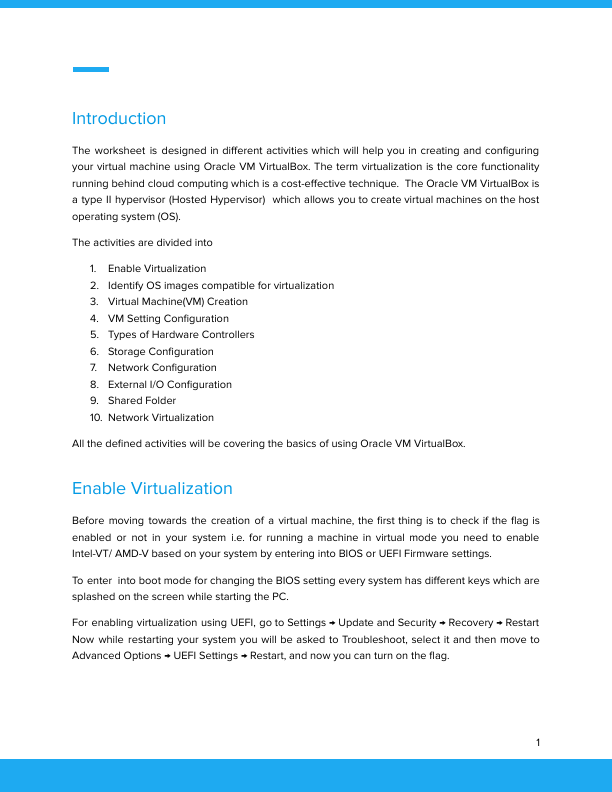 Introduction
The worksheet is designed in different activities which will help you in creating and configuring
your virtual machine using Oracle VM VirtualBox. The term virtualization is the core functionality
running behind cloud computing which is a cost-effective technique.  The Oracle VM VirtualBox is
a type II hypervisor (Hosted Hypervisor)  which allows you to create virtual machines on the host
operating system (OS).
The activities are divided into
1. Enable Virtualization
2. Identify OS images compatible for virtualization
3. Virtual Machine(VM) Creation
4. VM Setting Configuration
5. Types of Hardware Controllers
6. Storage Configuration
7. Network Configuration
8. External I/O Configuration
9. Shared Folder
10. Network Virtualization
All the defined activities will be covering the basics of using Oracle VM VirtualBox.
Enable Virtualization
Before moving towards the creation of a virtual machine, the first thing is to check if the flag is
enabled or not in your system i.e. for running a machine in virtual mode you need to enable
Intel-VT/ AMD-V based on your system by entering into BIOS or UEFI Firmware settings.
To enter  into boot mode for changing the BIOS setting every system has different keys which are
splashed on the screen while starting the PC.
For enabling virtualization using UEFI, go to Settings → Update and Security → Recovery → Restart
Now while restarting your system you will be asked to Troubleshoot, select it and then move to
Advanced Options → UEFI Settings → Restart, and now you can turn on the flag.
1